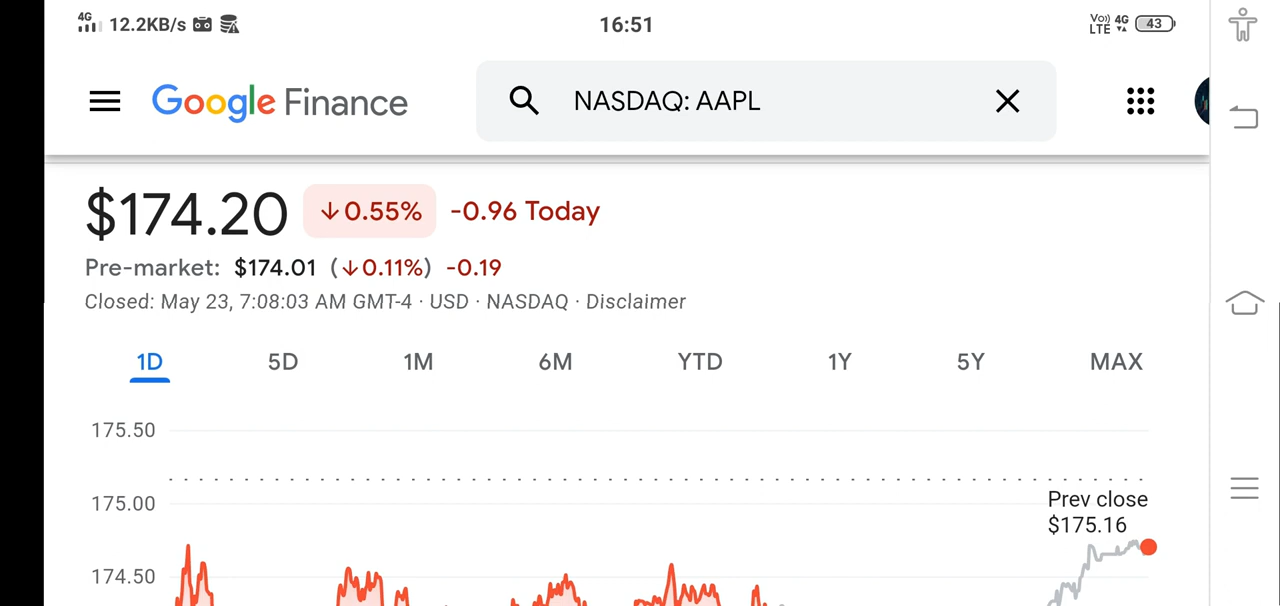 4G 12.2KB/s 16:51 Vo)) LTE 4G 43
Google Finance NASDAQ: AAPL
$174.20 ↓0.55% -0.96 Today
Pre-market: $174.01 (↓0.11%) -0.19
Closed: May 23, 7:08:03 AM GMT-4 · USD · NASDAQ · Disclaimer
1D 5D 1M 6M YTD 1Y 5Y MAX
175.50
175.00
Prev close
$175.16
174.50